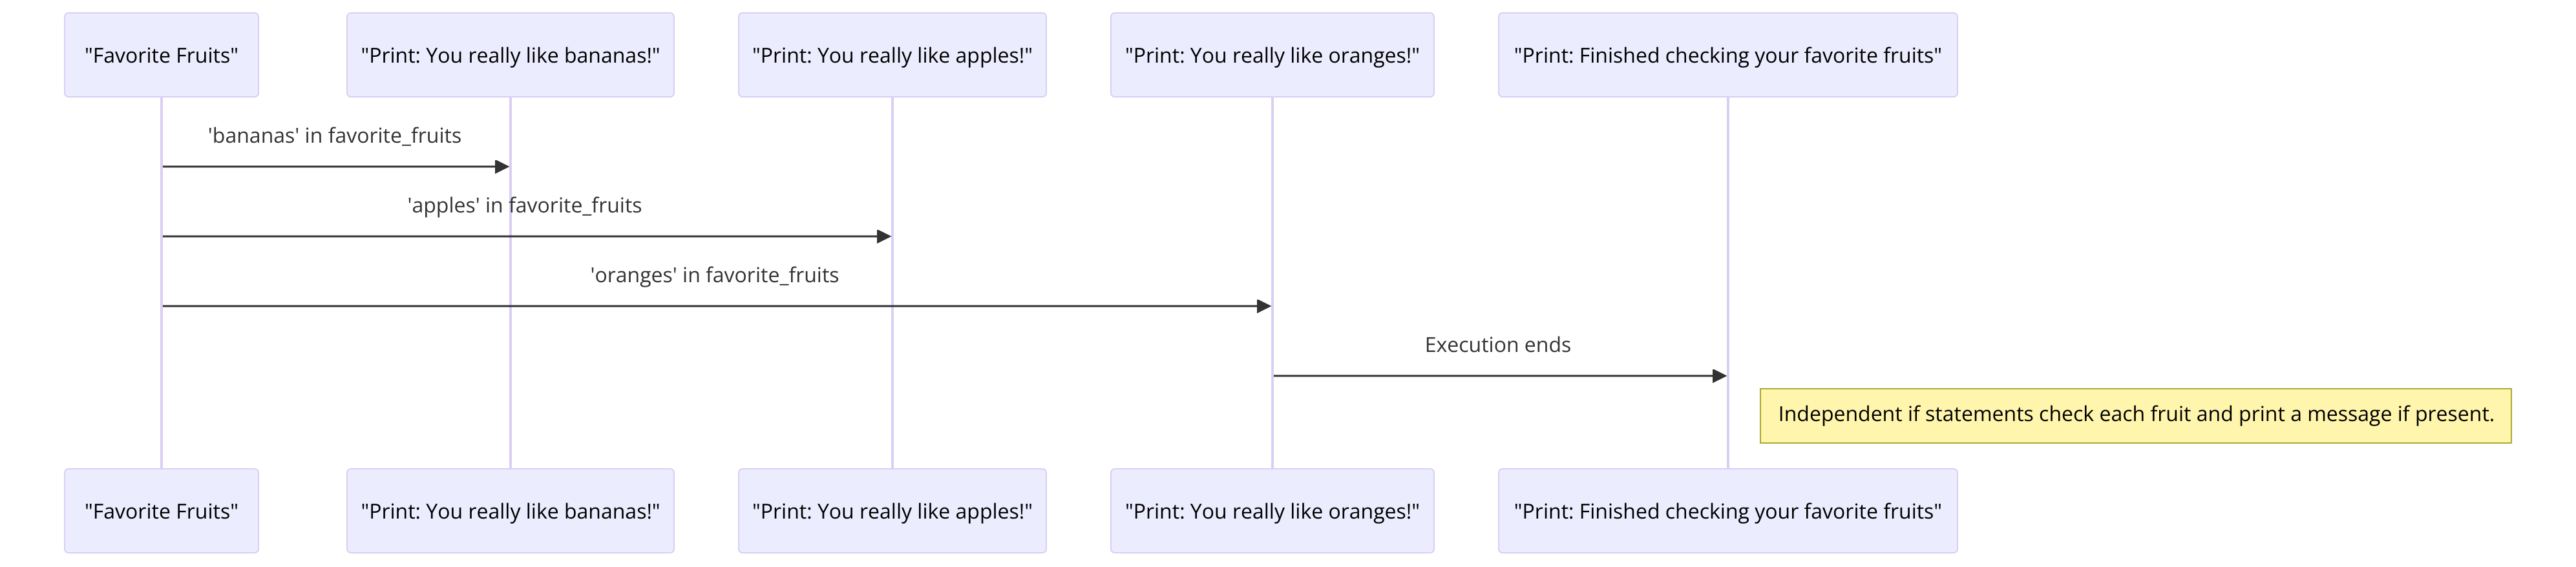 "Favorite Fruits"
"Print: You really like bananas!"
"Print: You really like apples!"
"Print: You really like oranges!"
"Print: Finished checking your favorite fruits"
'bananas' in favorite_fruits
'apples' in favorite_fruits
'oranges' in favorite_fruits
Execution ends
Independent if statements check each fruit and print a message if present.
"Favorite Fruits"
"Print: You really like bananas!"
"Print: You really like apples!"
"Print: You really like oranges!"
"Print: Finished checking your favorite fruits"